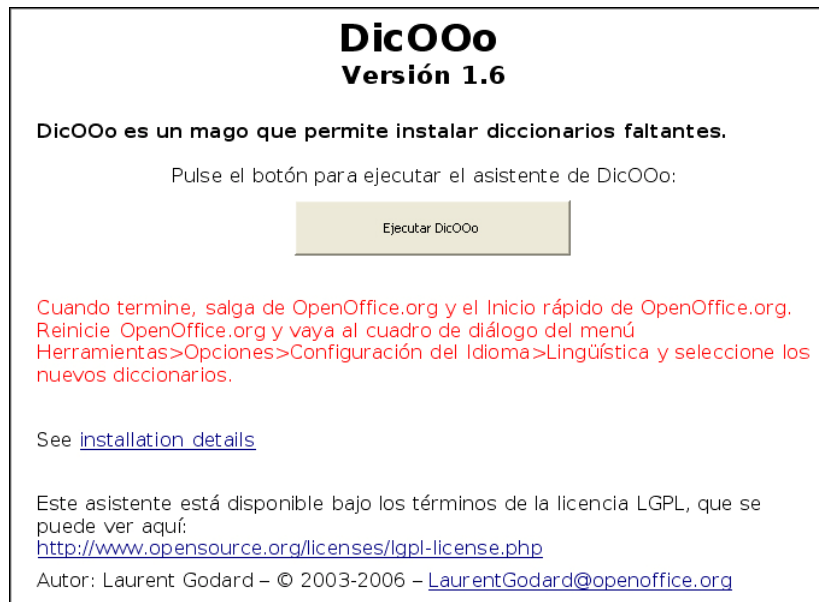 DicOOo
Versión 1.6
DicOOo es un mago que permite instalar diccionarios faltantes.
Pulse el botón para ejecutar el asistente de DicOOo:
Ejecutar DicOOo
Cuando termine, salga de OpenOffice.org y el Inicio rápido de OpenOffice.org.
Reinicie OpenOffice.org y vaya al cuadro de diálogo del menú
Herramientas>Opciones>Configuración del Idioma>Lingüística y seleccione los
nuevos diccionarios.
See installation details
Este asistente está disponible bajo los términos de la licencia LGPL, que se
puede ver aquí:
http://www.opensource.org/licenses/lgpl-license.php
Autor: Laurent Godard – © 2003-2006 – LaurentGodard@openoffice.org